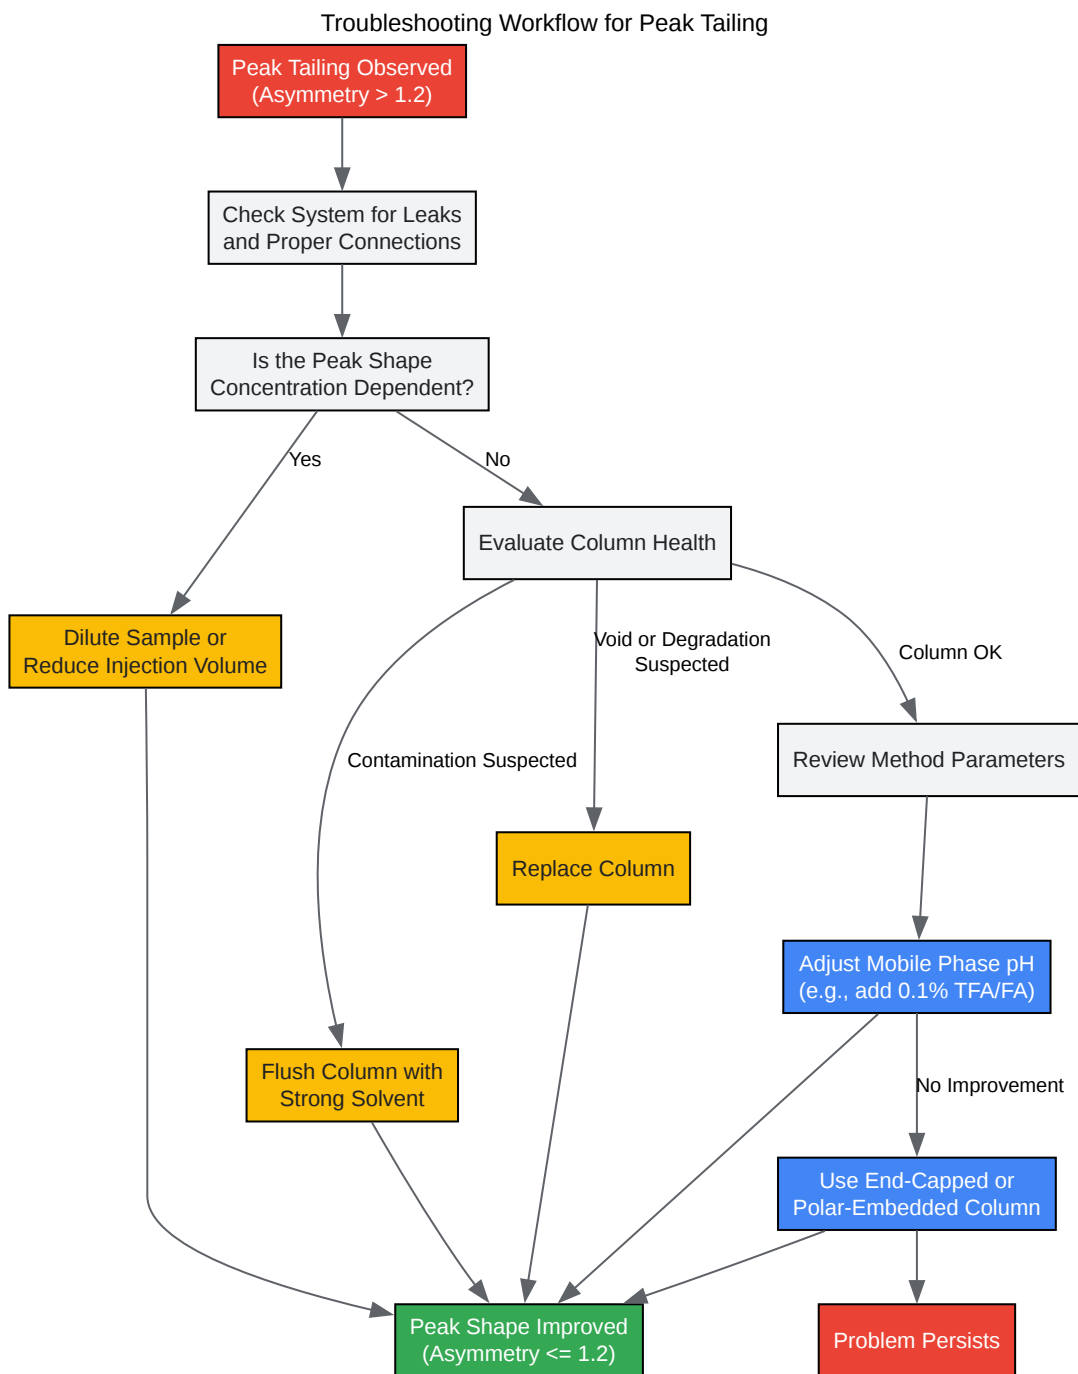 Troubleshooting Workflow for Peak Tailing
Peak Tailing Observed
(Asymmetry > 1.2)
Check System for Leaks
and Proper Connections
Is the Peak Shape
Concentration Dependent?
Yes
No
Evaluate Column Health
Dilute Sample or
Reduce Injection Volume
Void or Degradation
Suspected
Column OK
Contamination Suspected
Review Method Parameters
Replace Column
Adjust Mobile Phase pH
(e.g., add 0.1% TFA/FA)
Flush Column with
Strong Solvent
No Improvement
Use End-Capped or
Polar-Embedded Column
Peak Shape Improved
(Asymmetry <= 1.2)
Problem Persists